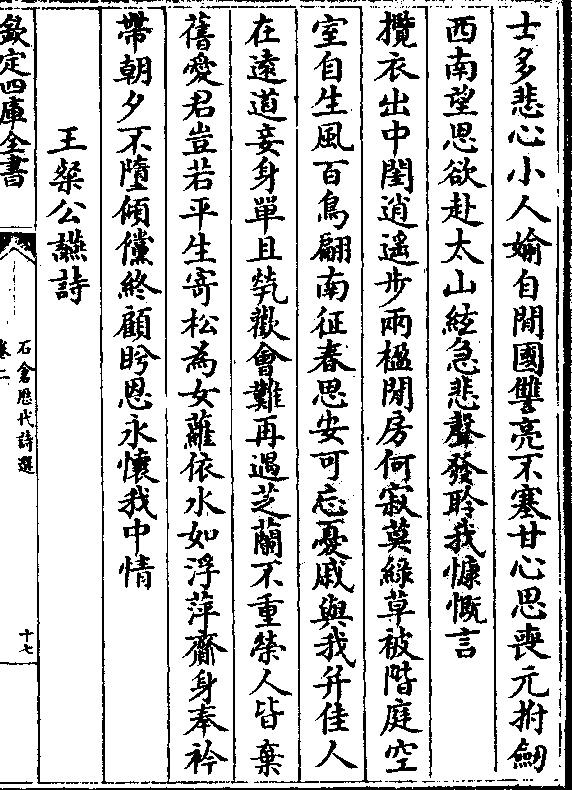 士多悲心小人婾自閒國讐亮不塞甘心思喪元拊劒
西南望思欲赴太山絃急悲聲發聆我慷慨言
攬衣出中閨逍遙步兩楹閒房何寂莫綠草被階庭空
室自生風百鳥翩南征春思安可忘憂戚與我幷佳人
在遠道妾身單且煢歡會難再遇芝蘭不重榮人皆棄
舊愛君豈若平生寄松為女蘿依水如浮萍齎身奉衿
帶朝夕不墮傾儻終顧盼恩永懷我中情
王粲公讌詩
欽定四庫全書
石倉歷代詩選
卷二
十七